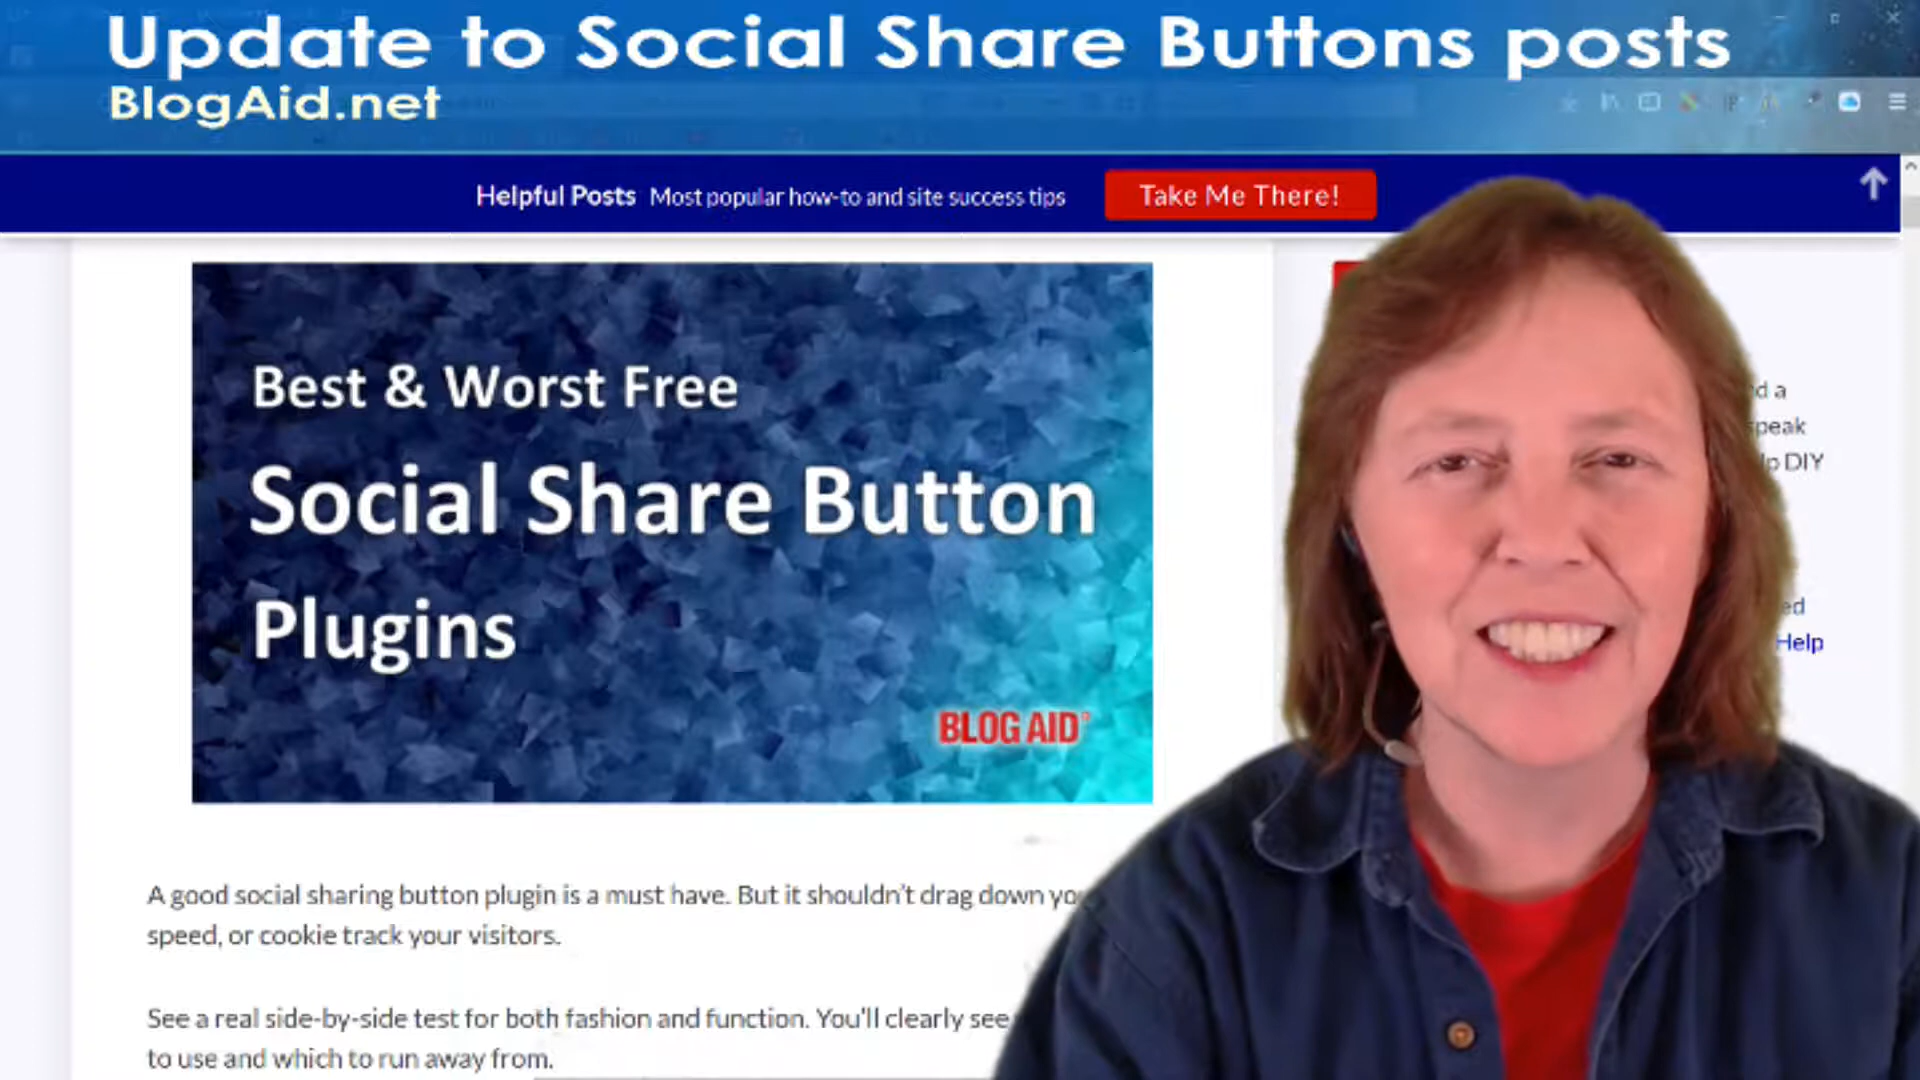 Update to Social Share Buttons posts
BlogAid.net
Helpful Posts Most popular how-to and site success tips Take Me There!
Best & Worst Free
Social Share Button
Plugins
BLOG AID®
d a
speak
lp DIY
ed
Help
A good social sharing button plugin is a must have. But it shouldn't drag down yo
speed, or cookie track your visitors.
See a real side-by-side test for both fashion and function. You'll clearly see
to use and which to run away from.